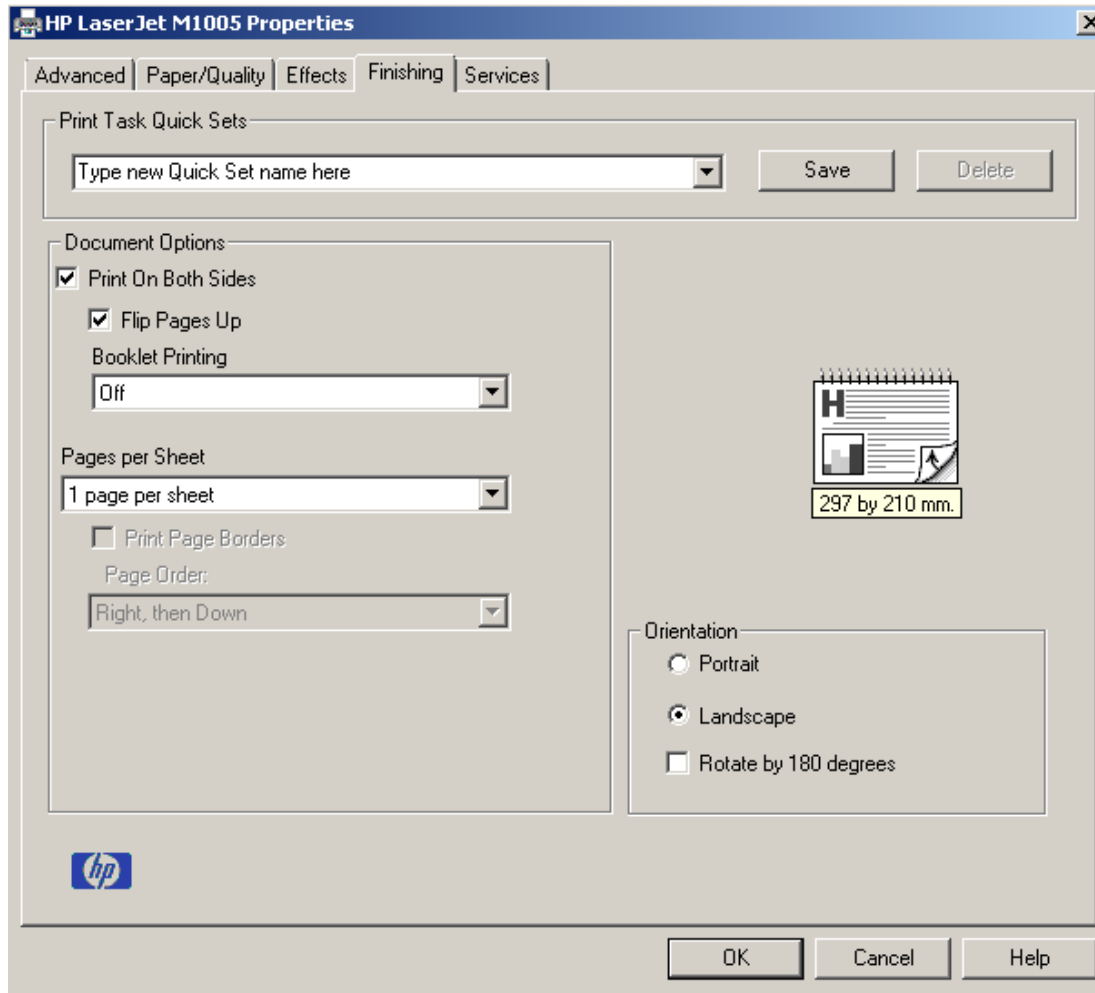 HP LaserJet M1005 Properties
Advanced Paper/Quality Effects Finishing Services
Print Task Quick Sets
Type new Quick Set name here Save Delete
Document Options
Print On Both Sides
Flip Pages Up
Booklet Printing
Off
H
Pages per Sheet
1 page per sheet
297 by 210 mm.
Print Page Borders
Page Order:
Right, then Down
Orientation
Portrait
Landscape
Rotate by 180 degrees
hp
OK Cancel Help